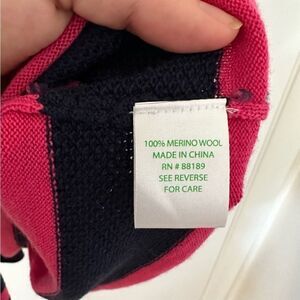 100% MERINO WOOL
MADE IN CHINA
RN # 88189
SEE REVERSE
FOR CARE